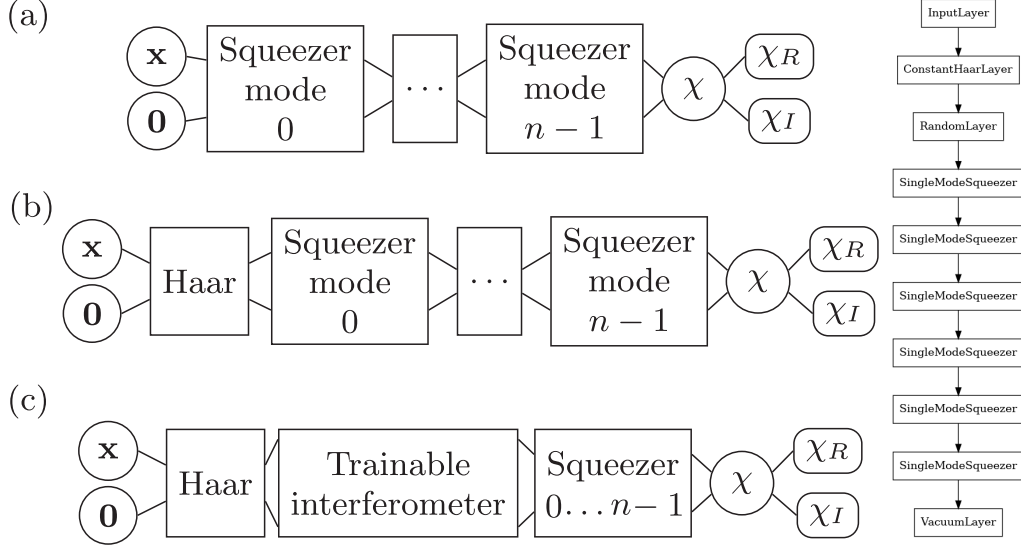 (a)
x
0
Squeezer
mode
0
...
Squeezer
mode
n − 1
χ
χR
χI
(b)
x
0
Haar
Squeezer
mode
0
...
Squeezer
mode
n − 1
χ
χR
χI
(c)
x
0
Haar
Trainable
interferometer
Squeezer
0...n−1
χ
χR
χI
InputLayer
ConstantHaarLayer
RandomLayer
SingleModeSqueezer
SingleModeSqueezer
SingleModeSqueezer
SingleModeSqueezer
SingleModeSqueezer
SingleModeSqueezer
VacuumLayer